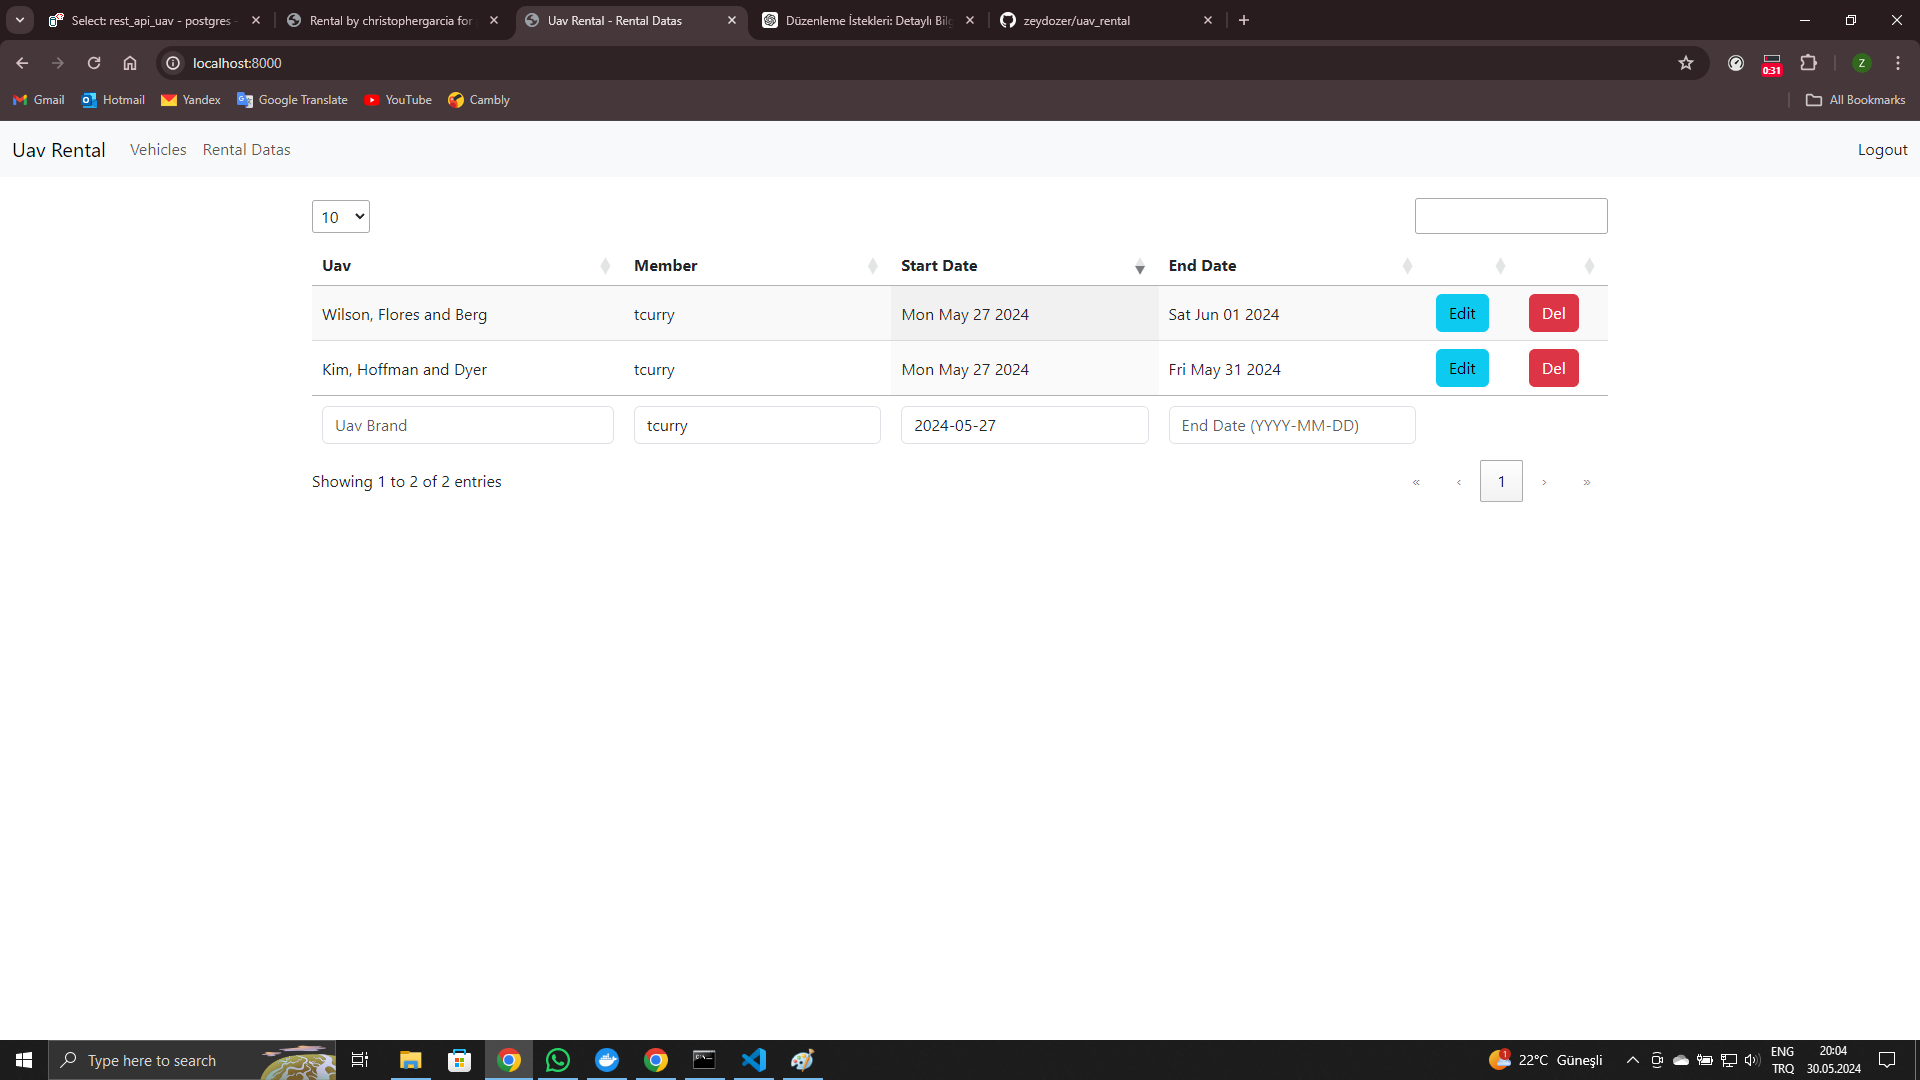 Select: rest_api_uav - postgres -
Rental by christophergarcia for
Uav Rental - Rental Datas
Düzenleme İstekleri: Detaylı Bilg
zeydozer/uav_rental
localhost:8000
0:31
Z
Gmail
Hotmail
Yandex
Google Translate
YouTube
Cambly
All Bookmarks
Uav Rental
Vehicles
Rental Datas
Logout
10
Uav Member Start Date End Date
Wilson, Flores and Berg tcurry Mon May 27 2024 Sat Jun 01 2024 Edit Del
Kim, Hoffman and Dyer tcurry Mon May 27 2024 Fri May 31 2024 Edit Del
Uav Brand tcurry 2024-05-27 End Date (YYYY-MM-DD)
Showing 1 to 2 of 2 entries
« ‹ 1 › »
Type here to search
1
22°C Güneşli
ENG
TRQ
20:04
30.05.2024